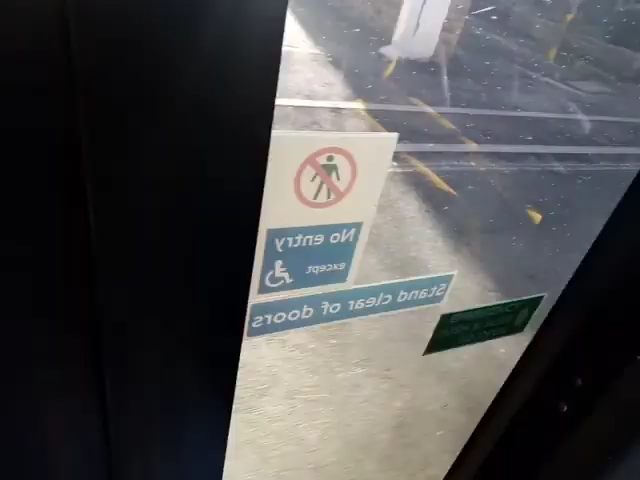 No entry
except
Stand clear of doors